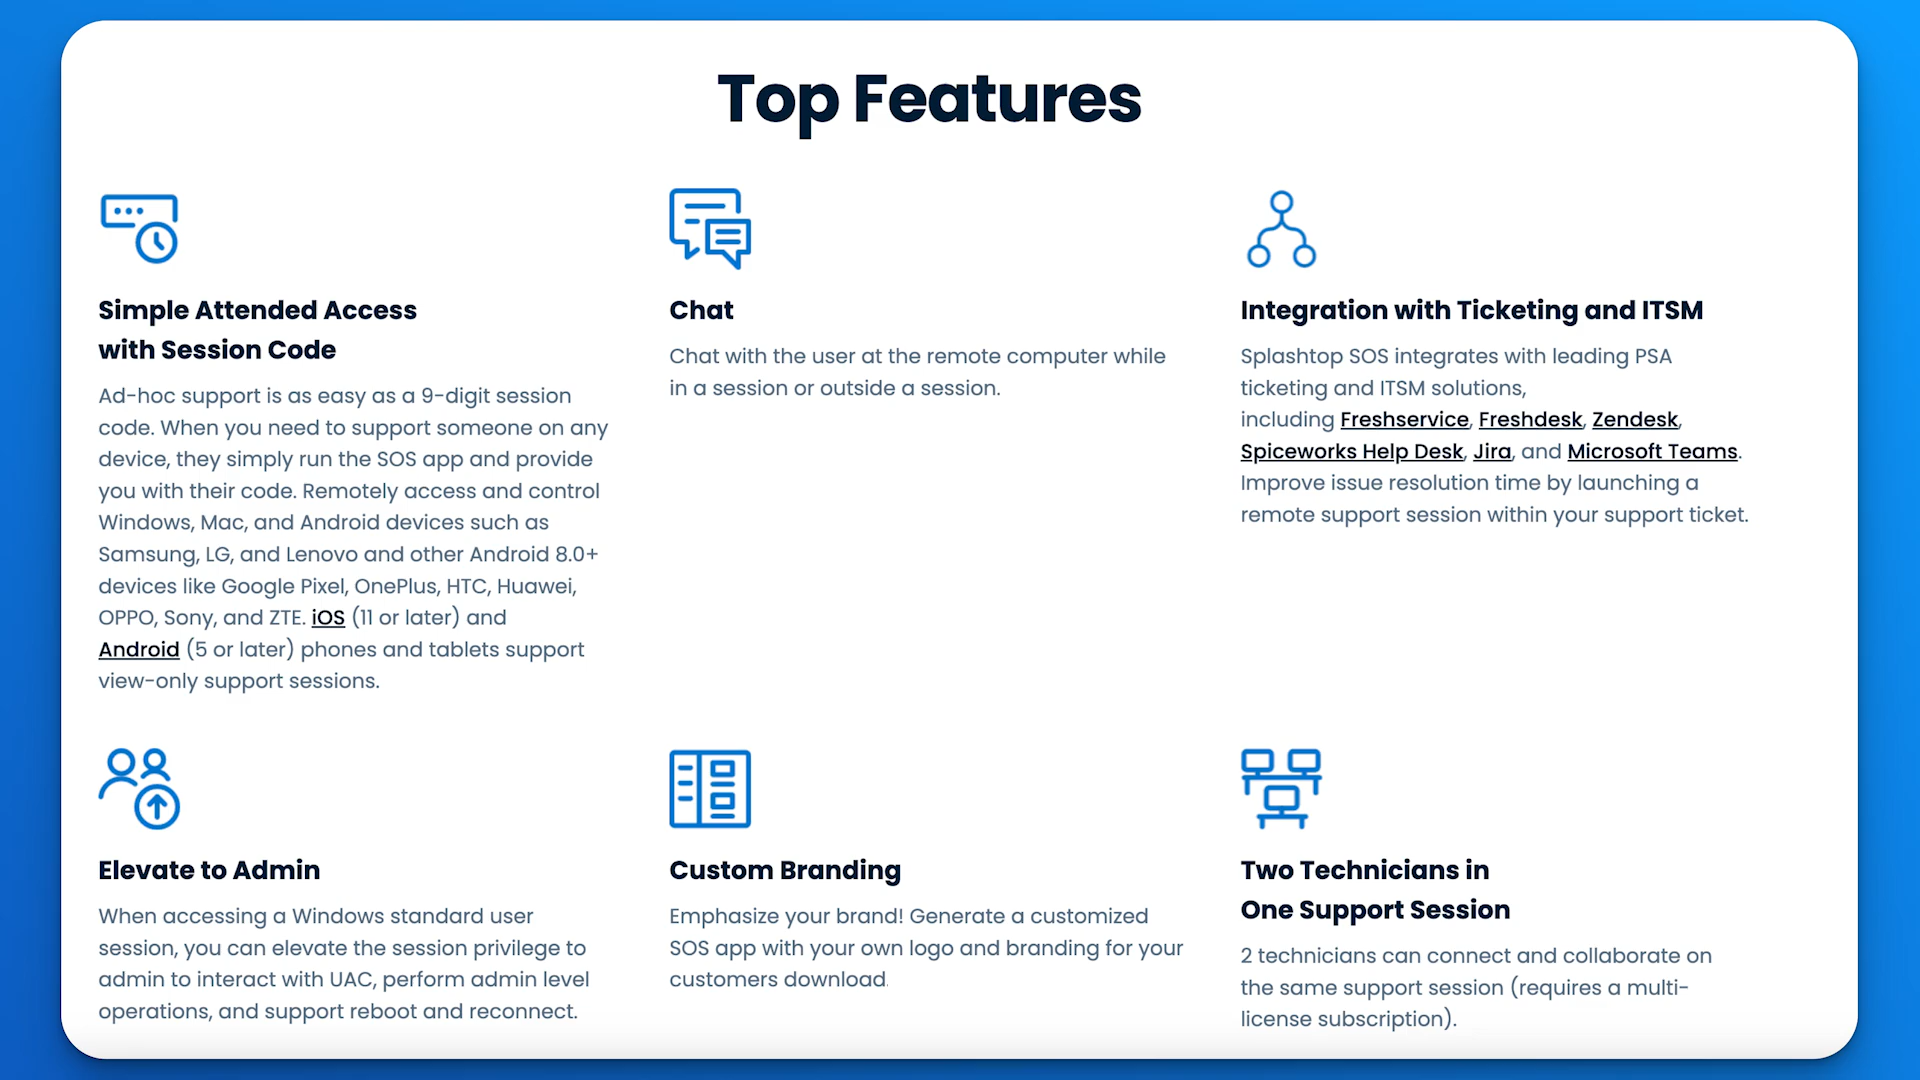 Top Features
Simple Attended Access
with Session Code
Ad-hoc support is as easy as a 9-digit session
code. When you need to support someone on any
device, they simply run the SOS app and provide
you with their code. Remotely access and control
Windows, Mac, and Android devices such as
Samsung, LG, and Lenovo and other Android 8.0+
devices like Google Pixel, OnePlus, HTC, Huawei,
OPPO, Sony, and ZTE. iOS (11 or later) and
Android (5 or later) phones and tablets support
view-only support sessions.
Chat
Chat with the user at the remote computer while
in a session or outside a session.
Integration with Ticketing and ITSM
Splashtop SOS integrates with leading PSA
ticketing and ITSM solutions,
including Freshservice, Freshdesk, Zendesk,
Spiceworks Help Desk, Jira, and Microsoft Teams.
Improve issue resolution time by launching a
remote support session within your support ticket.
Elevate to Admin
When accessing a Windows standard user
session, you can elevate the session privilege to
admin to interact with UAC, perform admin level
operations, and support reboot and reconnect.
Custom Branding
Emphasize your brand! Generate a customized
SOS app with your own logo and branding for your
customers download.
Two Technicians in
One Support Session
2 technicians can connect and collaborate on
the same support session (requires a multi-
license subscription).